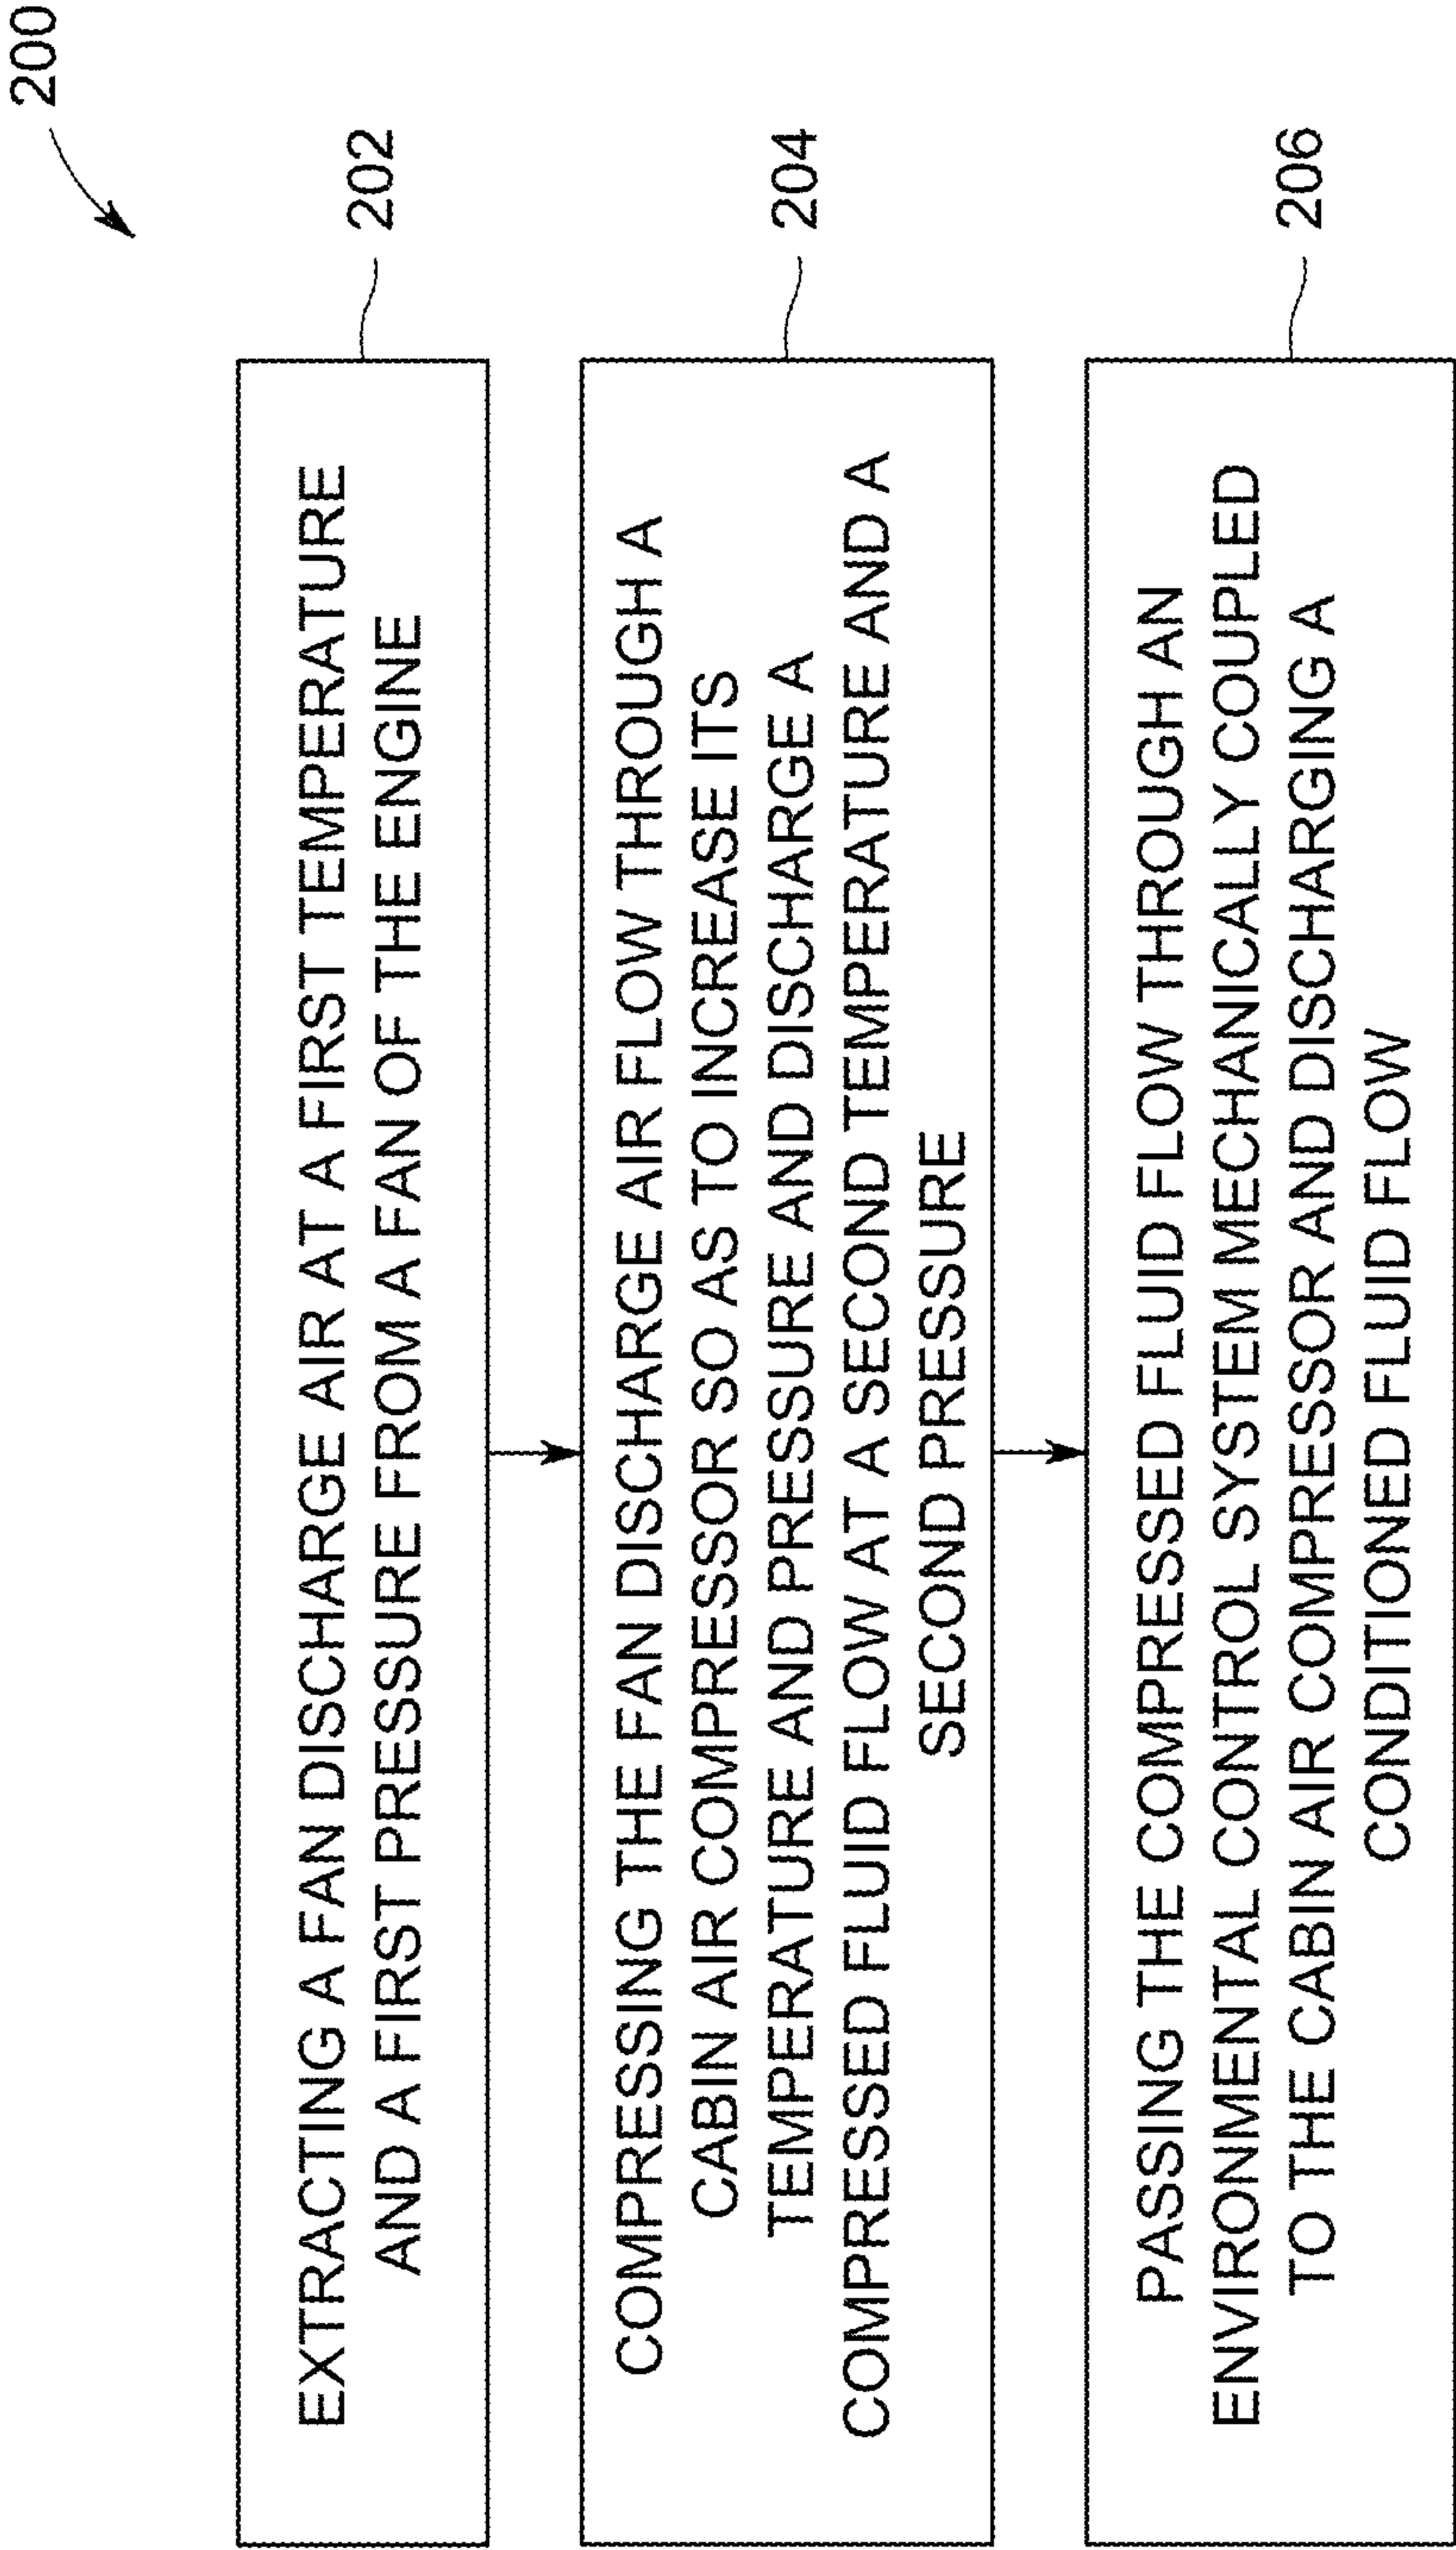 200
EXTRACTING A FAN DISCHARGE AIR AT A FIRST TEMPERATURE
AND A FIRST PRESSURE FROM A FAN OF THE ENGINE
202
COMPRESSING THE FAN DISCHARGE AIR FLOW THROUGH A
CABIN AIR COMPRESSOR SO AS TO INCREASE ITS
TEMPERATURE AND PRESSURE AND DISCHARGE A
COMPRESSED FLUID FLOW AT A SECOND TEMPERATURE AND A
SECOND PRESSURE
204
PASSING THE COMPRESSED FLUID FLOW THROUGH AN
ENVIRONMENTAL CONTROL SYSTEM MECHANICALLY COUPLED
TO THE CABIN AIR COMPRESSOR AND DISCHARGING A
CONDITIONED FLUID FLOW
206